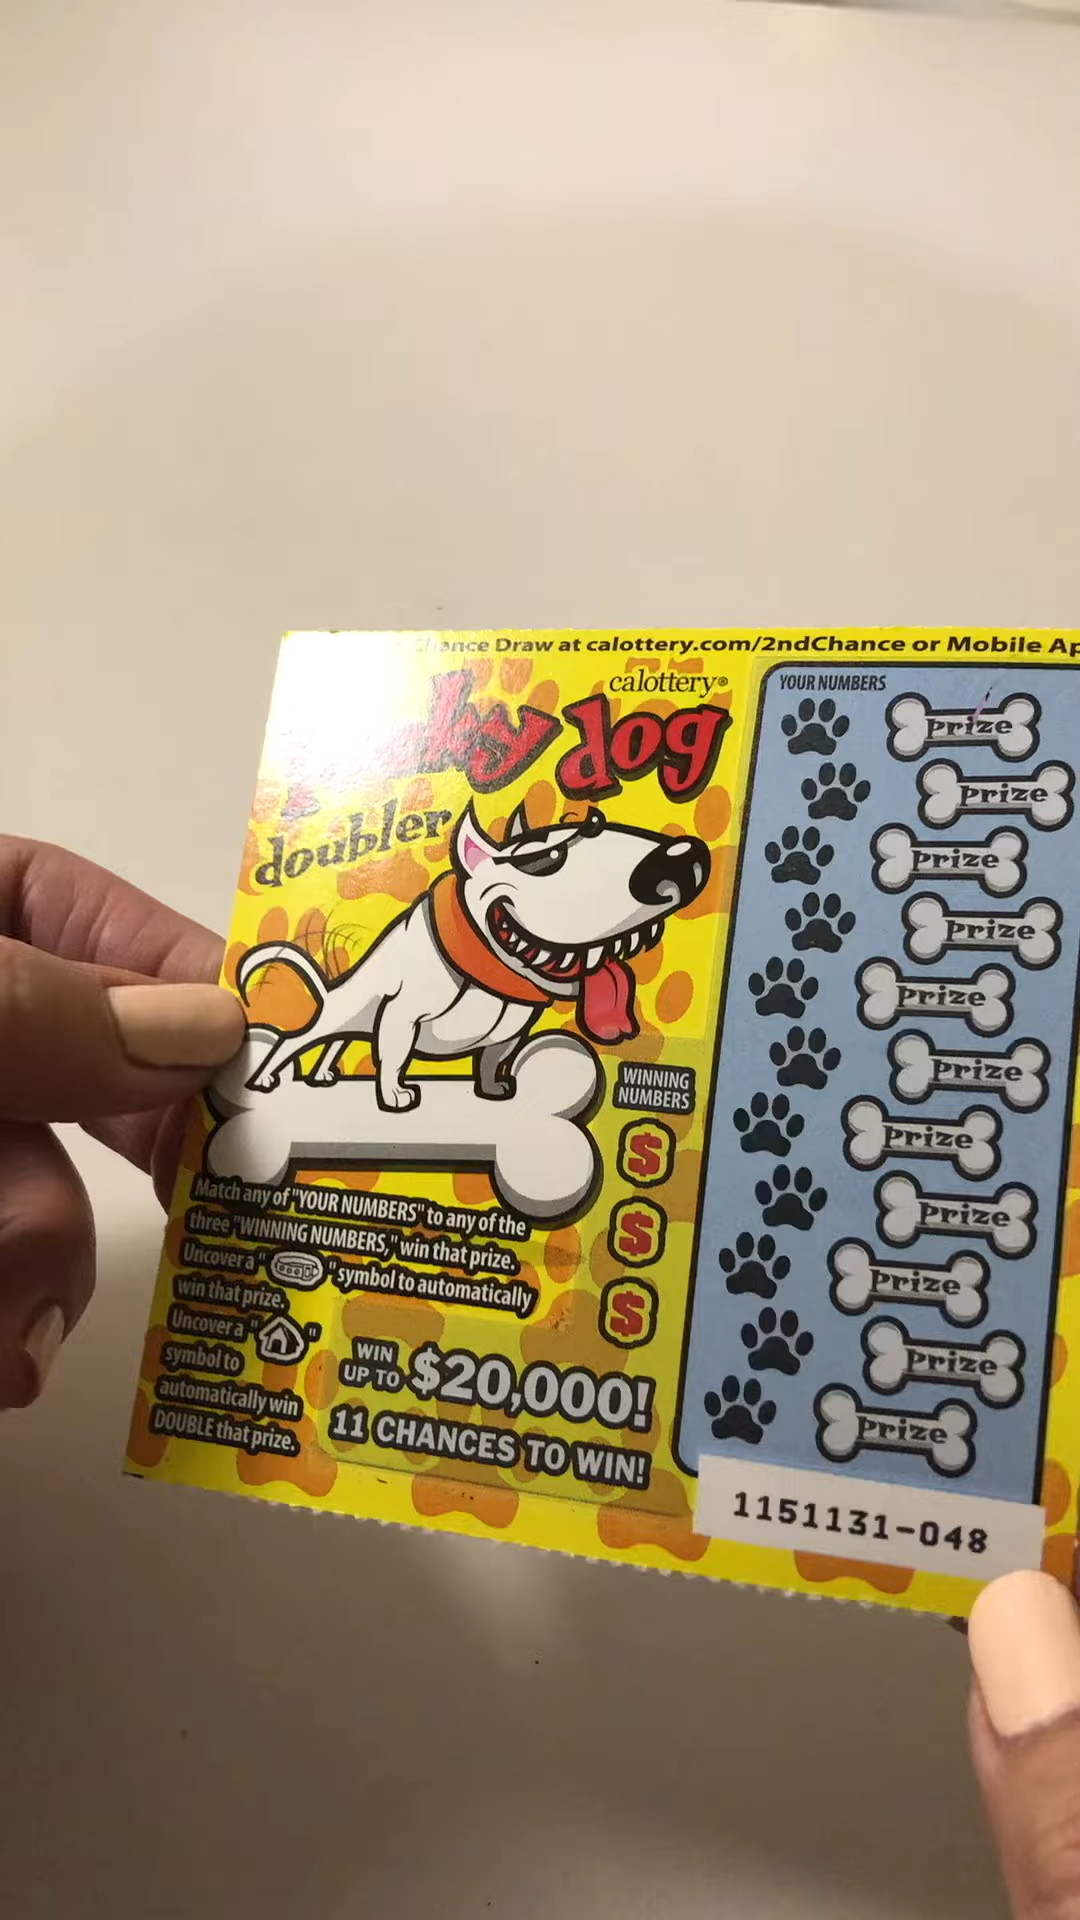 hance Draw at calottery.com/2ndChance or Mobile Ap
calottery®
dog
doubler
YOUR NUMBERS
Prize
Prize
Prize
Prize
Prize
Prize
Prize
Prize
Prize
Prize
Prize
WINNING
NUMBERS
$
$
$
Match any of "YOUR NUMBERS" to any of the
three "WINNING NUMBERS," win that prize.
Uncover a " " symbol to automatically
win that prize.
Uncover a " "
symbol to
automatically win
DOUBLE that prize.
WIN
UP TO $20,000!
11 CHANCES TO WIN!
1151131-048